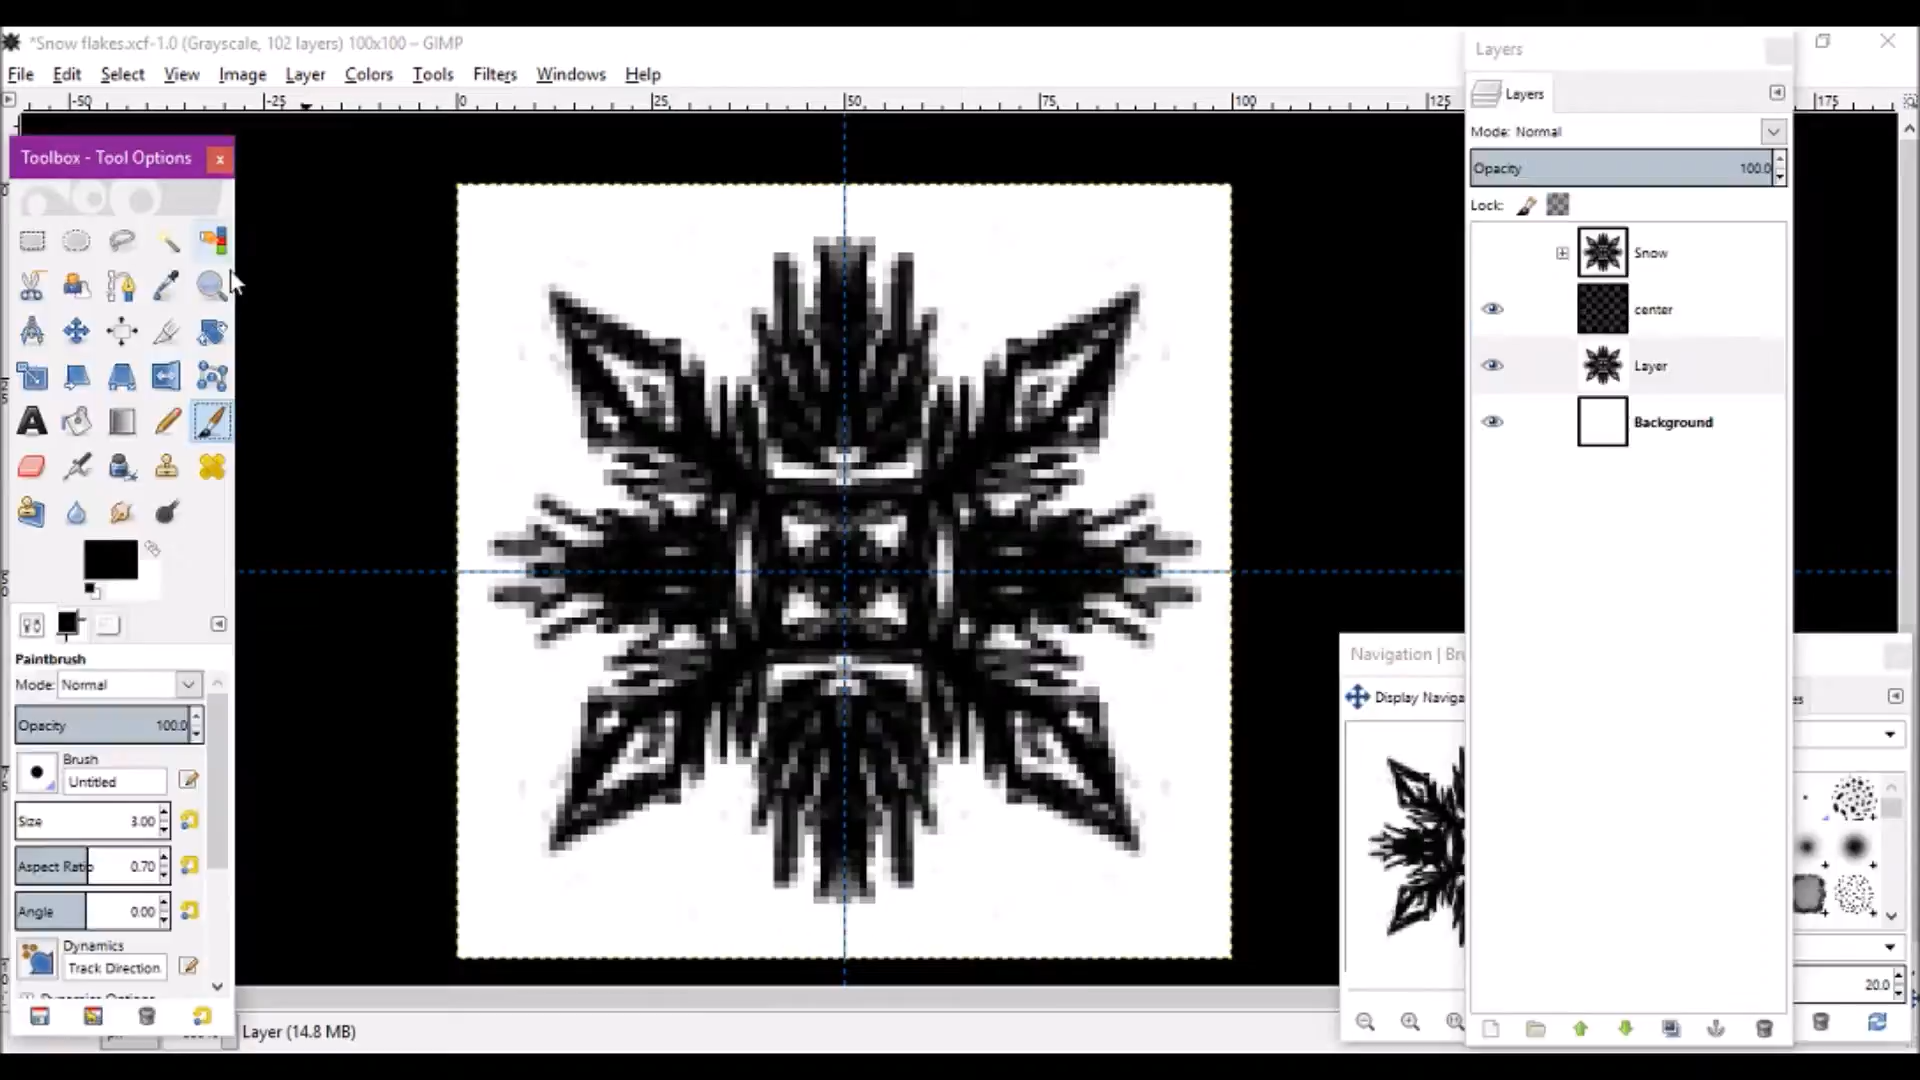 *Snow flakes.xcf-1.0 (Grayscale, 102 layers) 100x100 – GIMP
File Edit Select View Image Layer Colors Tools Filters Windows Help
-50 -25 0 25 50 75 100 125 175
Toolbox - Tool Options
Paintbrush
Mode: Normal
Opacity 100.0
Brush
Untitled
Size 3.00
Aspect Ratio 0.70
Angle 0.00
Dynamics
Track Direction
Dynamics Options
Layer (14.8 MB)
Layers
Layers
Mode: Normal
Opacity 100.0
Lock:
Snow
center
Layer
Background
Navigation | Br
Display Naviga
20.0